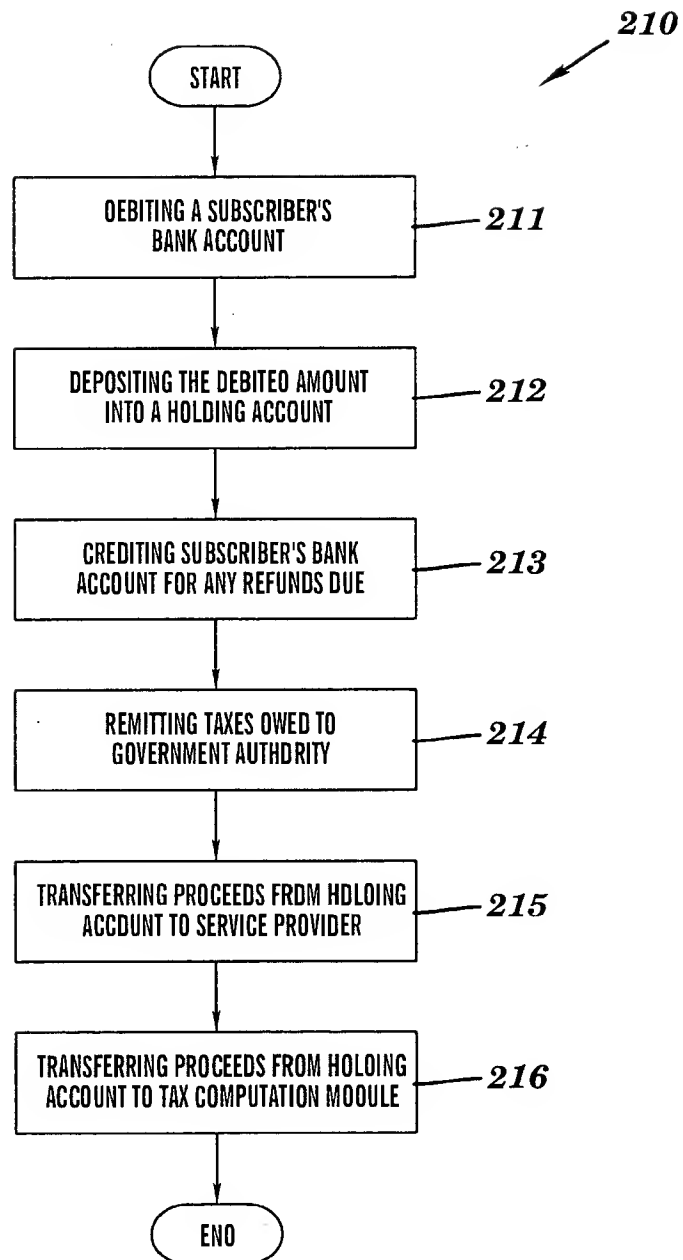 210
START
OEBITING A SUBSCRIBER'S
BANK ACCOUNT
211
DEPOSITING THE DEBITEO AMOUNT
INTO A HOLDING ACCOUNT
212
CREDITING SUBSCRIBER'S BANK
ACCOUNT FOR ANY REFUNDS DUE
213
REMITTING TAXES OWED TO
GOVERNMENT AUTHDRITY
214
TRANSFERRING PROCEEDS FRDM HDLOING
ACCDUNT TO SERVICE PROVIDER
215
TRANSFERRING PROCEEDS FROM HOLOING
ACCOUNT TO TAX COMPUTATION MOOULE
216
ENO